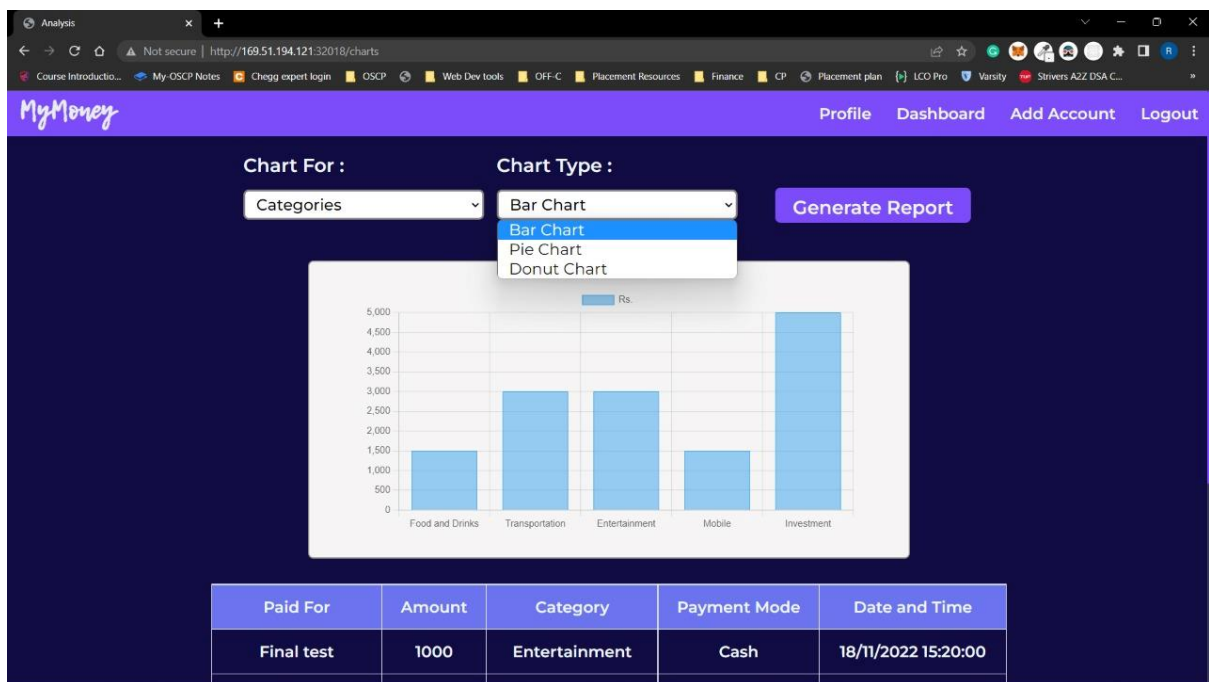 Analysis
Not secure | http://169.51.194.121:32018/charts
Course Introductio... My-OSCP Notes Chegg expert login OSCP Web Dev tools OFF-C Placement Resources Finance CP Placement plan LCO Pro Varsity Strivers A2Z DSA C... »
MyMoney Profile Dashboard Add Account Logout
Chart For : Chart Type :
Categories Bar Chart Generate Report
Bar Chart
Pie Chart
Donut Chart
Rs.
5,000
4,500
4,000
3,500
3,000
2,500
2,000
1,500
1,000
500
0
Food and Drinks Transportation Entertainment Mobile Investment
Paid For Amount Category Payment Mode Date and Time
Final test 1000 Entertainment Cash 18/11/2022 15:20:00